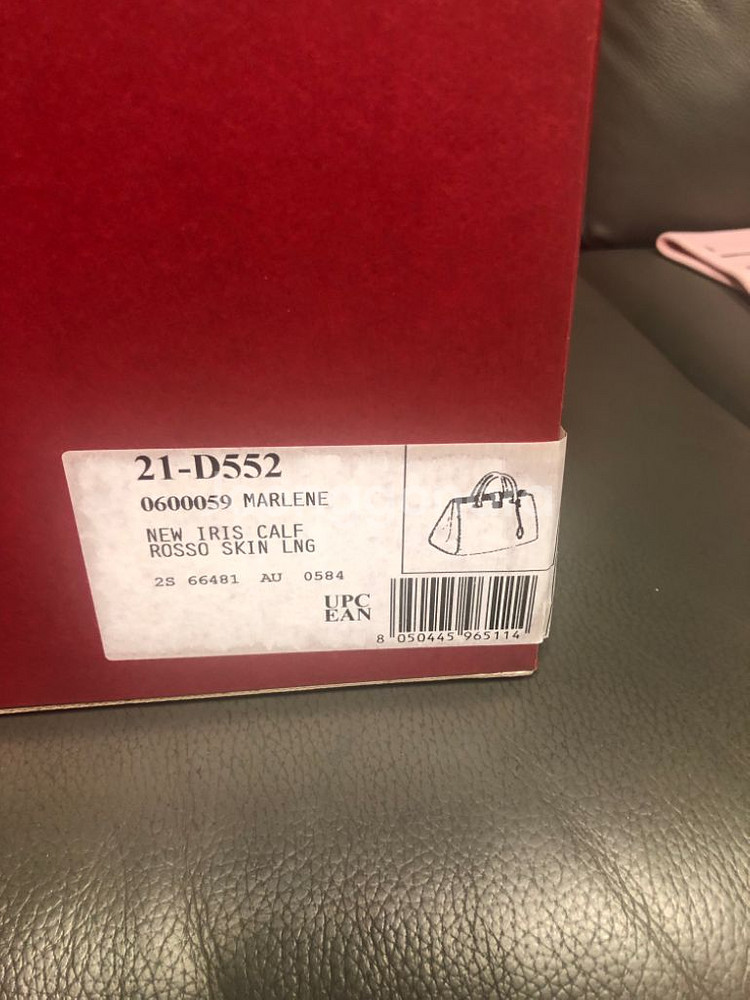 21-D552
0600059 MARLENE
NEW IRIS CALF
ROSSO SKIN LNG
2S 66481 AU 0584
UPC
EAN
8 050445 965114